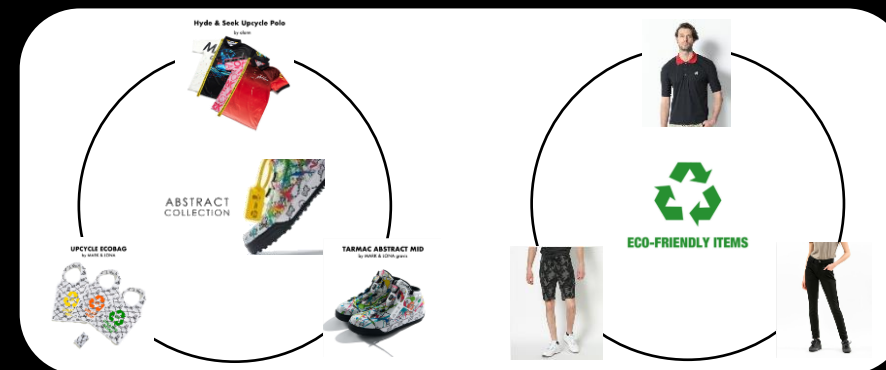 Hyde & Seek Upcycle Polo
ABSTRACT
COLLECTION
UPCYCLE ECOBAG
by MARK & LONA
TARMAC ABSTRACT MID
by MARK & LONA
ECO-FRIENDLY ITEMS